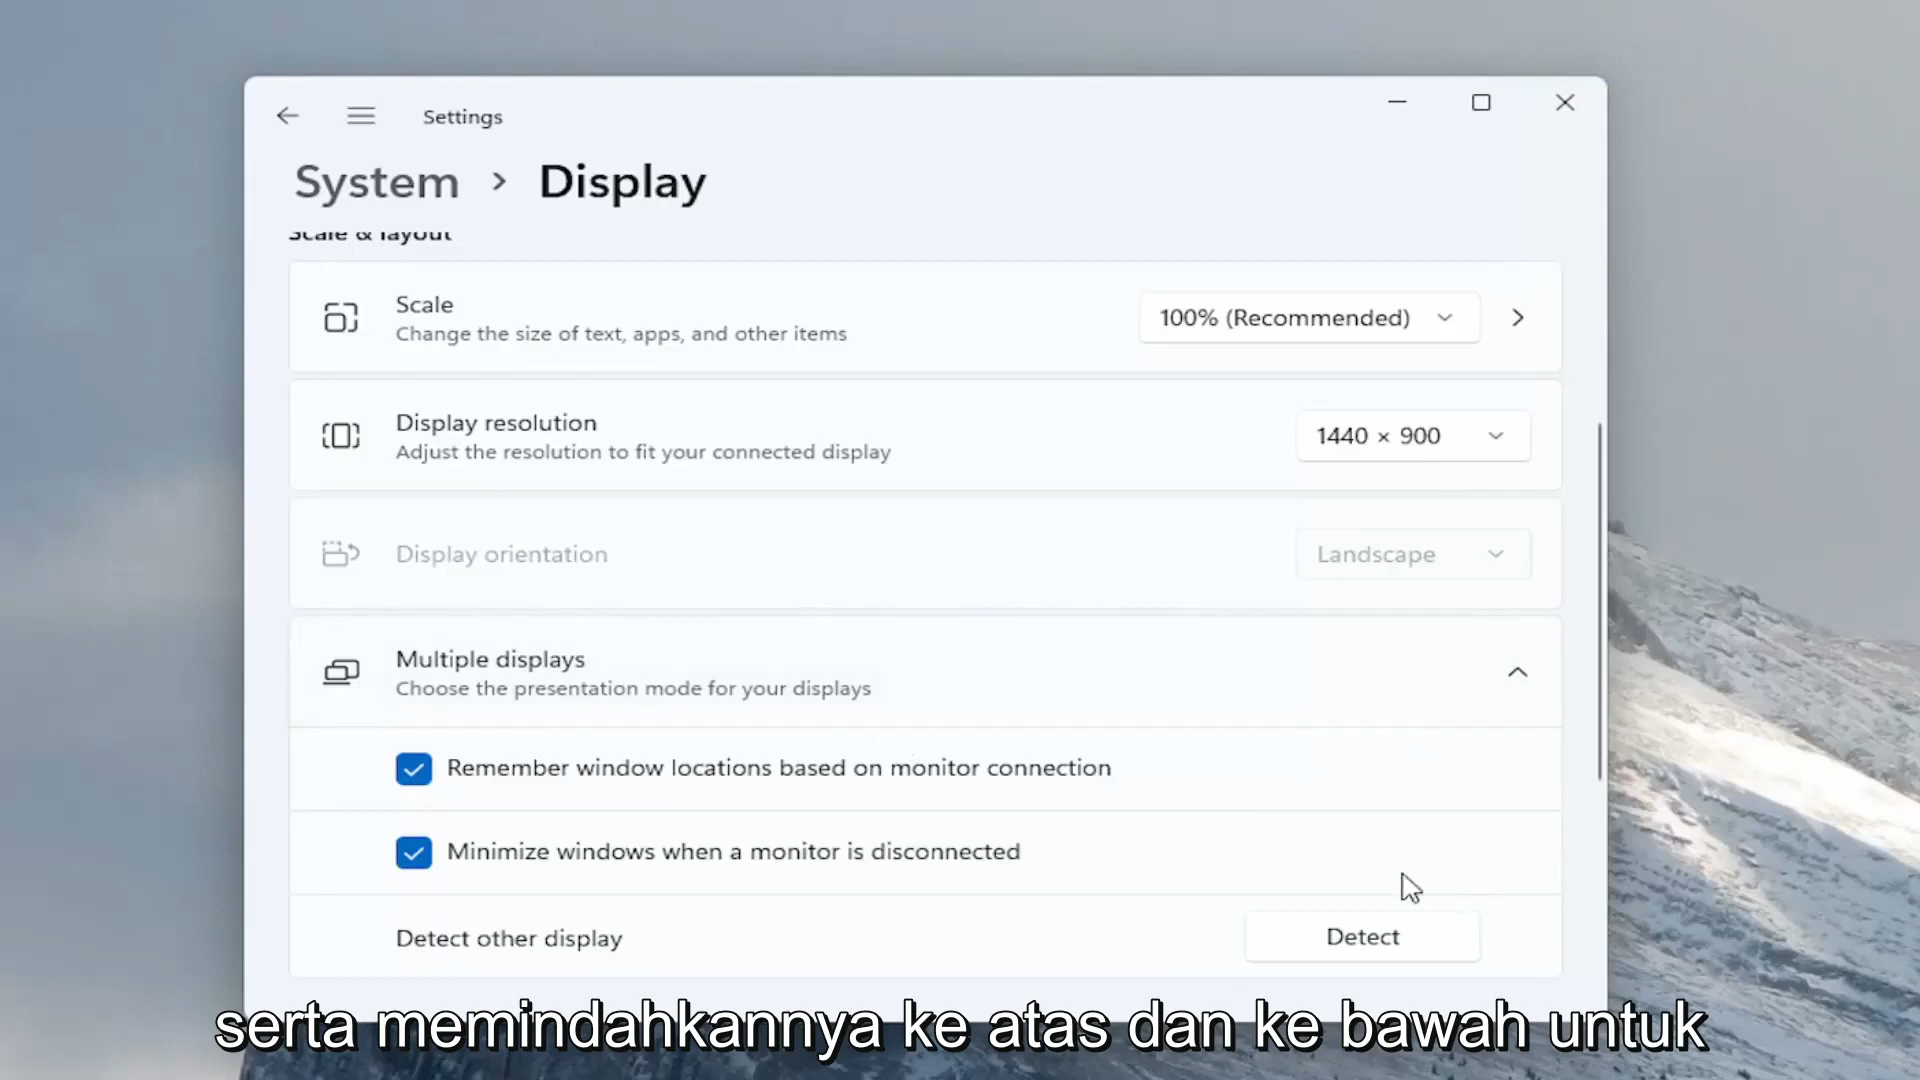 Settings
System > Display
Scale & layout
Scale
Change the size of text, apps, and other items
100% (Recommended)
Display resolution
Adjust the resolution to fit your connected display
1440 × 900
Display orientation
Landscape
Multiple displays
Choose the presentation mode for your displays
Remember window locations based on monitor connection
Minimize windows when a monitor is disconnected
Detect other display
Detect
serta memindahkannya ke atas dan ke bawah untuk